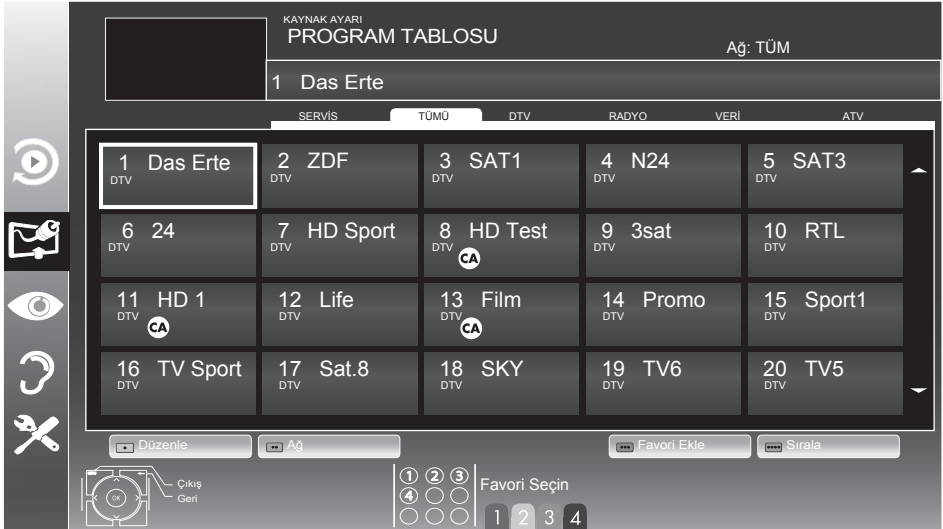 KAYNAK AYARI
PROGRAM TABLOSU
Ağ: TÜM
1 Das Erte
SERVİS TÜMÜ DTV RADYO VERİ ATV
1 Das Erte
DTV
2 ZDF
DTV
3 SAT1
DTV
4 N24
DTV
5 SAT3
DTV
6 24
DTV
7 HD Sport
DTV
8 HD Test
DTV
CA
9 3sat
DTV
10 RTL
DTV
11 HD 1
DTV
CA
12 Life
DTV
13 Film
DTV
CA
14 Promo
DTV
15 Sport1
DTV
16 TV Sport
DTV
17 Sat.8
DTV
18 SKY
DTV
19 TV6
DTV
20 TV5
DTV
Düzenle
Ağ
Favori Ekle
Sırala
OK
Çıkış
Geri
1 2 3
4
Favori Seçin
1 2 3 4